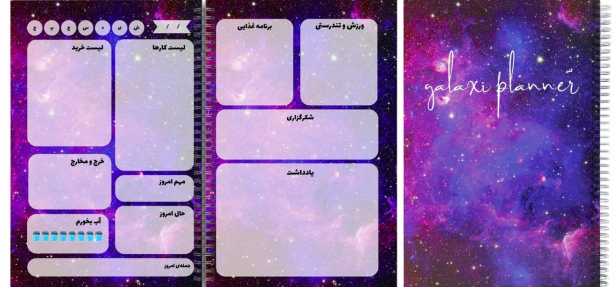 ش ی د س چ پ ج
/ /
لیست کارها
لیست خرید
خرج و مخارج
مهم امروز
حال امروز
آب بخورم
جمله‌ی امروز
ورزش و تندرستی
برنامه غذایی
شکرگزاری
یادداشت
galaxi planner